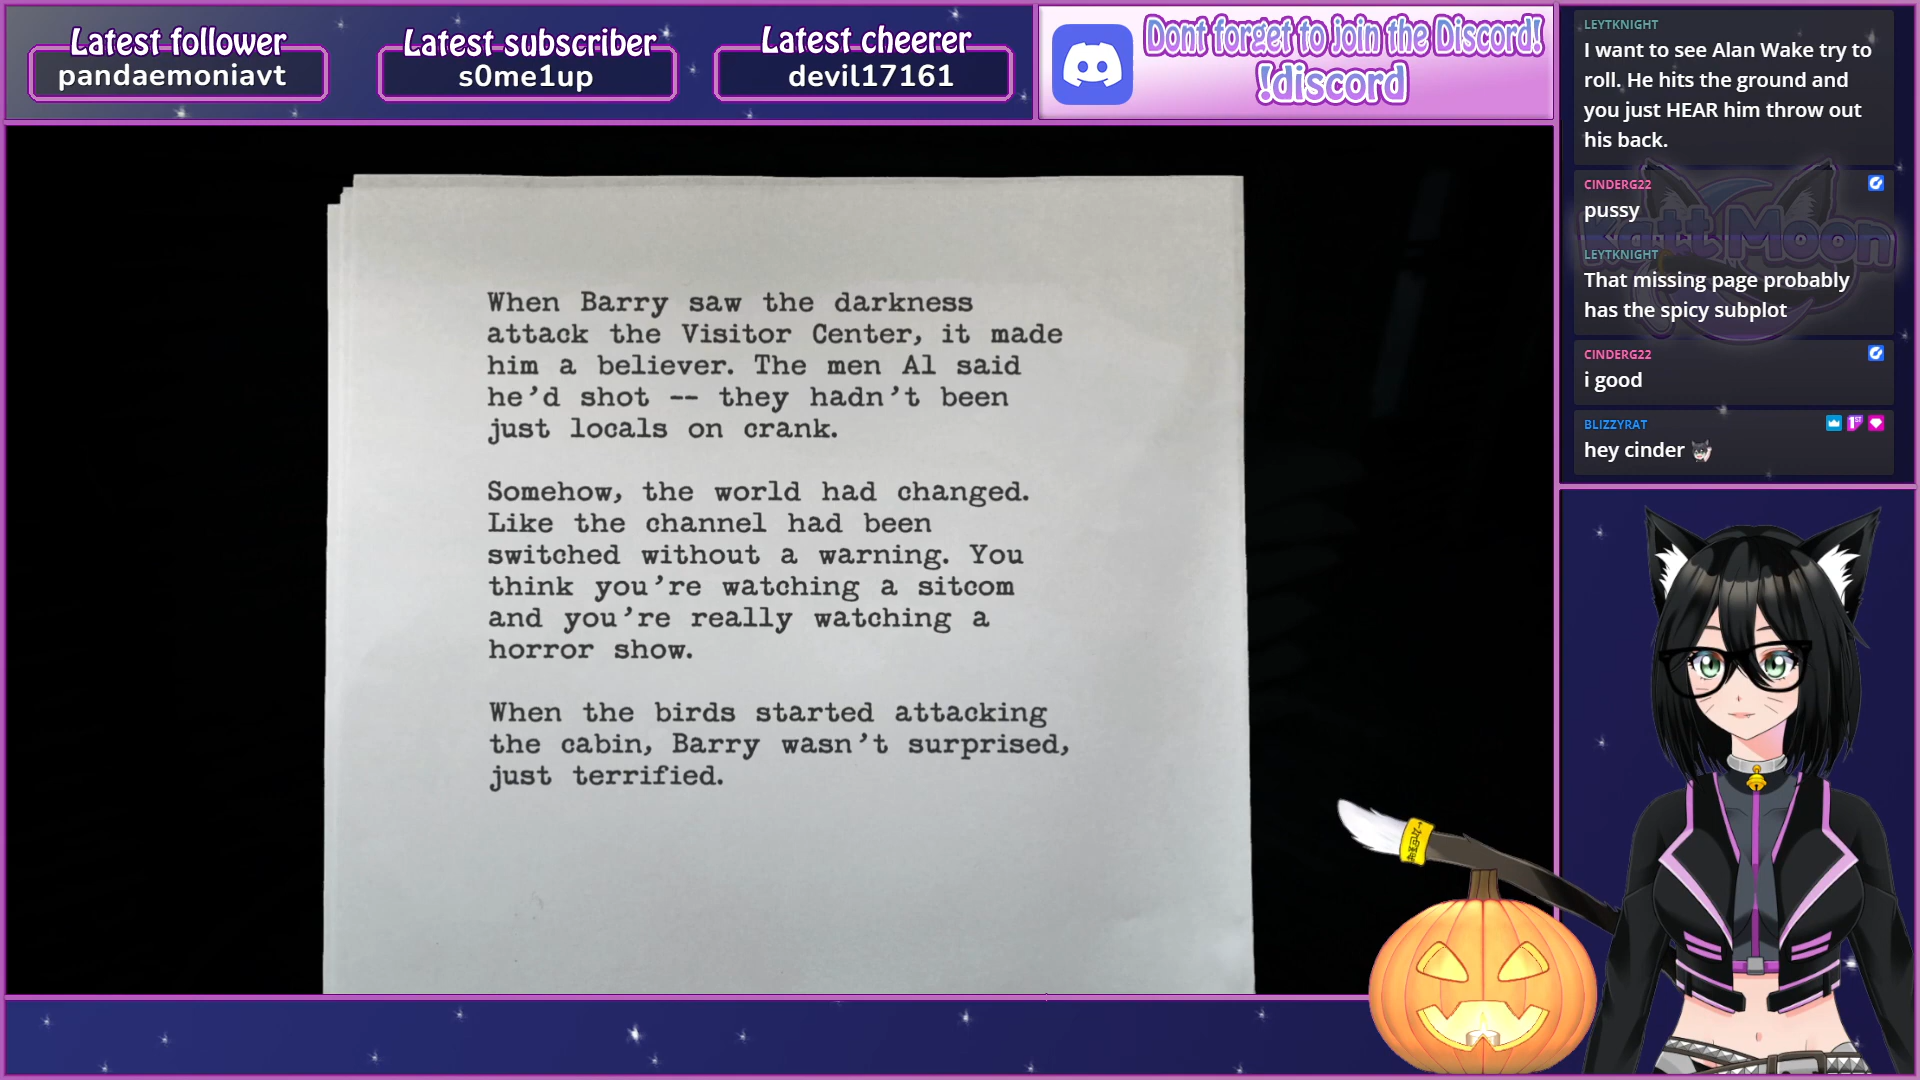 Latest follower
pandaemoniavt
Latest subscriber
s0me1up
Latest cheerer
devil17161
Dont forget to join the Discord!
!discord
When Barry saw the darkness
attack the Visitor Center, it made
him a believer. The men Al said
he’d shot -- they hadn’t been
just locals on crank.
Somehow, the world had changed.
Like the channel had been
switched without a warning. You
think you’re watching a sitcom
and you’re really watching a
horror show.
When the birds started attacking
the cabin, Barry wasn’t surprised,
just terrified.
LEYTKNIGHT
I want to see Alan Wake try to
roll. He hits the ground and
you just HEAR him throw out
his back.
CINDERG22
pussy
Katt Moon
LEYTKNIGHT
That missing page probably
has the spicy subplot
CINDERG22
i good
BLIZZYRAT
1ST
hey cinder